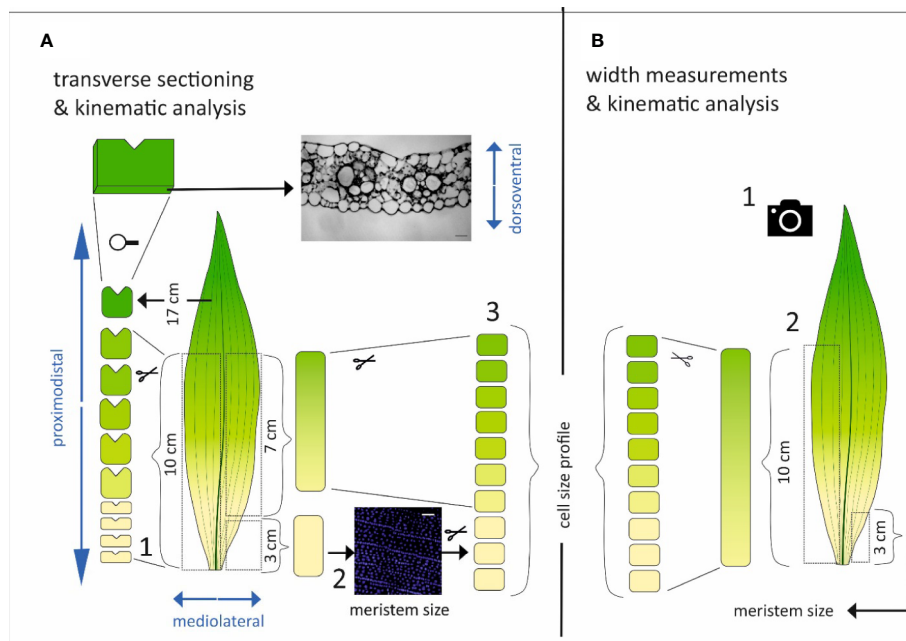 A
transverse sectioning
& kinematic analysis
dorsoventral
proximodistal
17 cm
10 cm
7 cm
3 cm
1
2
3
meristem size
mediolateral
cell size profile
B
width measurements
& kinematic analysis
1
2
10 cm
3 cm
meristem size